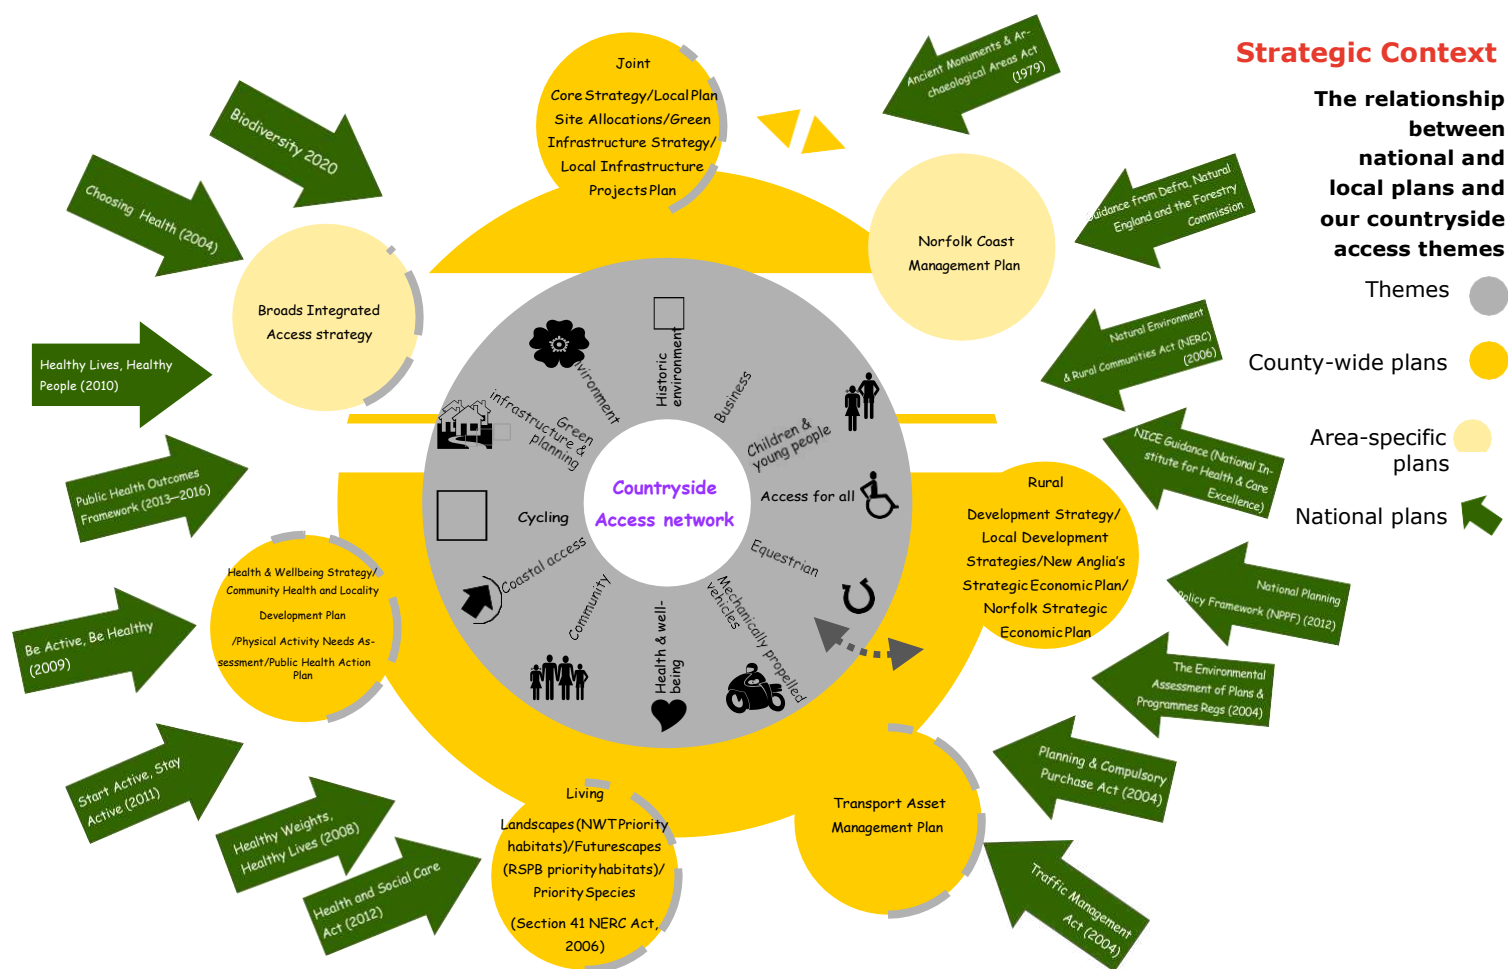 Strategic Context
The relationship
between
national and
local plans and
our countryside
access themes
Themes
County-wide plans
Area-specific
plans
National plans
Joint
Core Strategy/Local Plan
Site Allocations/Green
Infrastructure Strategy/
Local Infrastructure
Projects Plan
Ancient Monuments & Ar-
chaeological Areas Act
(1979)
Biodiversity 2020
Choosing Health (2004)
Guidance from Defra, Natural
England and the Forestry
Commission
Norfolk Coast
Management Plan
Broads Integrated
Access strategy
Natural Environment
& Rural Communities Act (NERC)
(2006)
Healthy Lives, Healthy
People (2010)
NICE Guidance (National In-
stitute for Health & Care
Excellence)
Public Health Outcomes
Framework (2013—2016)
Historic
environment
Business
Children &
young people
Access for all
Equestrian
Mechanically propelled
vehicles
Health & well-
being
Community
Coastal access
Cycling
Green
infrastructure &
planning
vironment
Countryside
Access network
Rural
Development Strategy/
Local Development
Strategies/New Anglia's
Strategic Economic Plan/
Norfolk Strategic
Economic Plan
Health & Wellbeing Strategy/
Community Health and Locality
Development Plan
/Physical Activity Needs As-
sessment/Public Health Action
Plan
National Planning
Policy Framework (NPPF) (2012)
Be Active, Be Healthy
(2009)
The Environmental
Assessment of Plans &
Programmes Regs (2004)
Start Active, Stay
Active (2011)
Planning & Compulsory
Purchase Act (2004)
Healthy Weights,
Healthy Lives (2008)
Living
Landscapes (NWT Priority
habitats)/Futurescapes
(RSPB priority habitats)/
Priority Species
(Section 41 NERC Act,
2006)
Transport Asset
Management Plan
Health and Social Care
Act (2012)
Traffic Management
Act (2004)